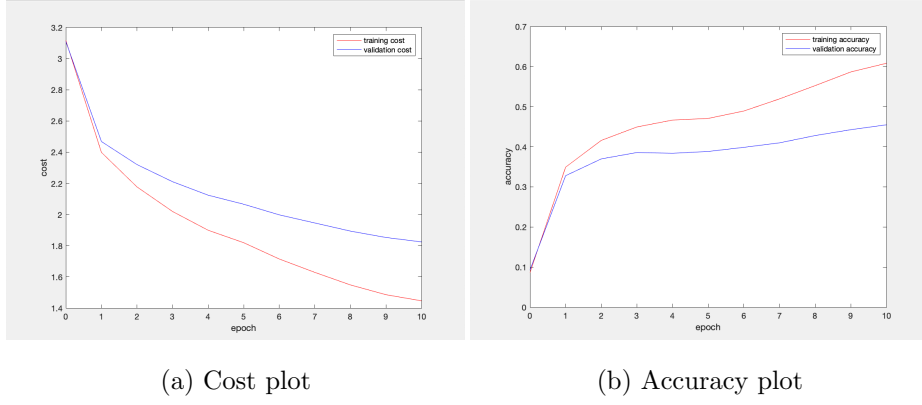 3.2
3
2.8
2.6
2.4
2.2
2
1.8
1.6
1.4
cost
0 1 2 3 4 5 6 7 8 9 10
epoch
training cost
validation cost
(a) Cost plot
0.7
0.6
0.5
0.4
0.3
0.2
0.1
0
accuracy
0 1 2 3 4 5 6 7 8 9 10
epoch
training accuracy
validation accuracy
(b) Accuracy plot